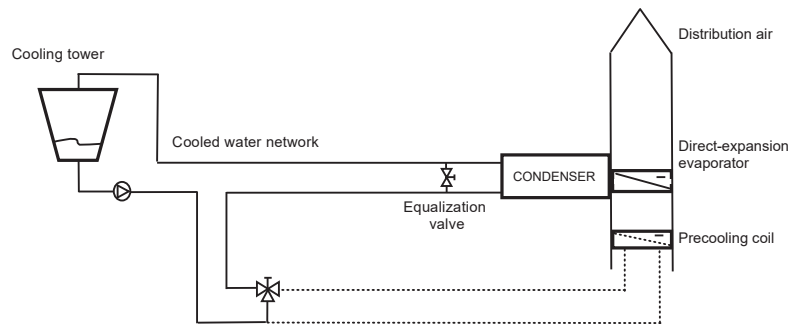 Distribution air
Cooling tower
Cooled water network
Direct-expansion
evaporator
CONDENSER
Equalization
valve
Precooling coil